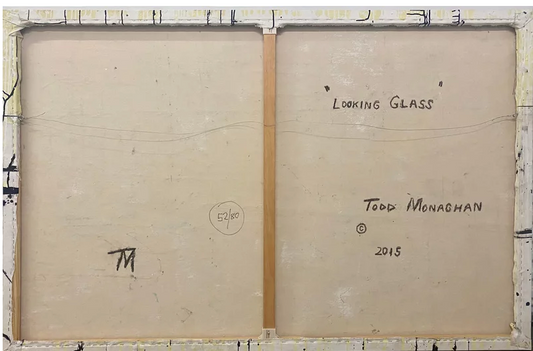 "LOOKING GLASS"
52/80
TODD MONAGHAN
©
2015
TM